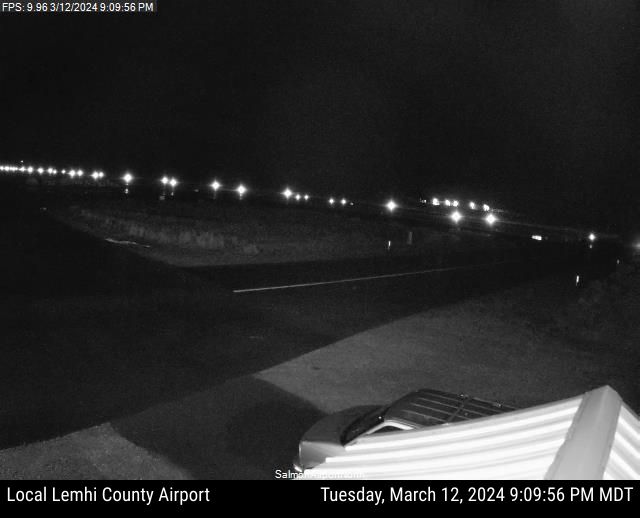 FPS: 9.96 3/12/2024 9:09:56 PM
Local Lemhi County Airport
Tuesday, March 12, 2024 9:09:56 PM MDT